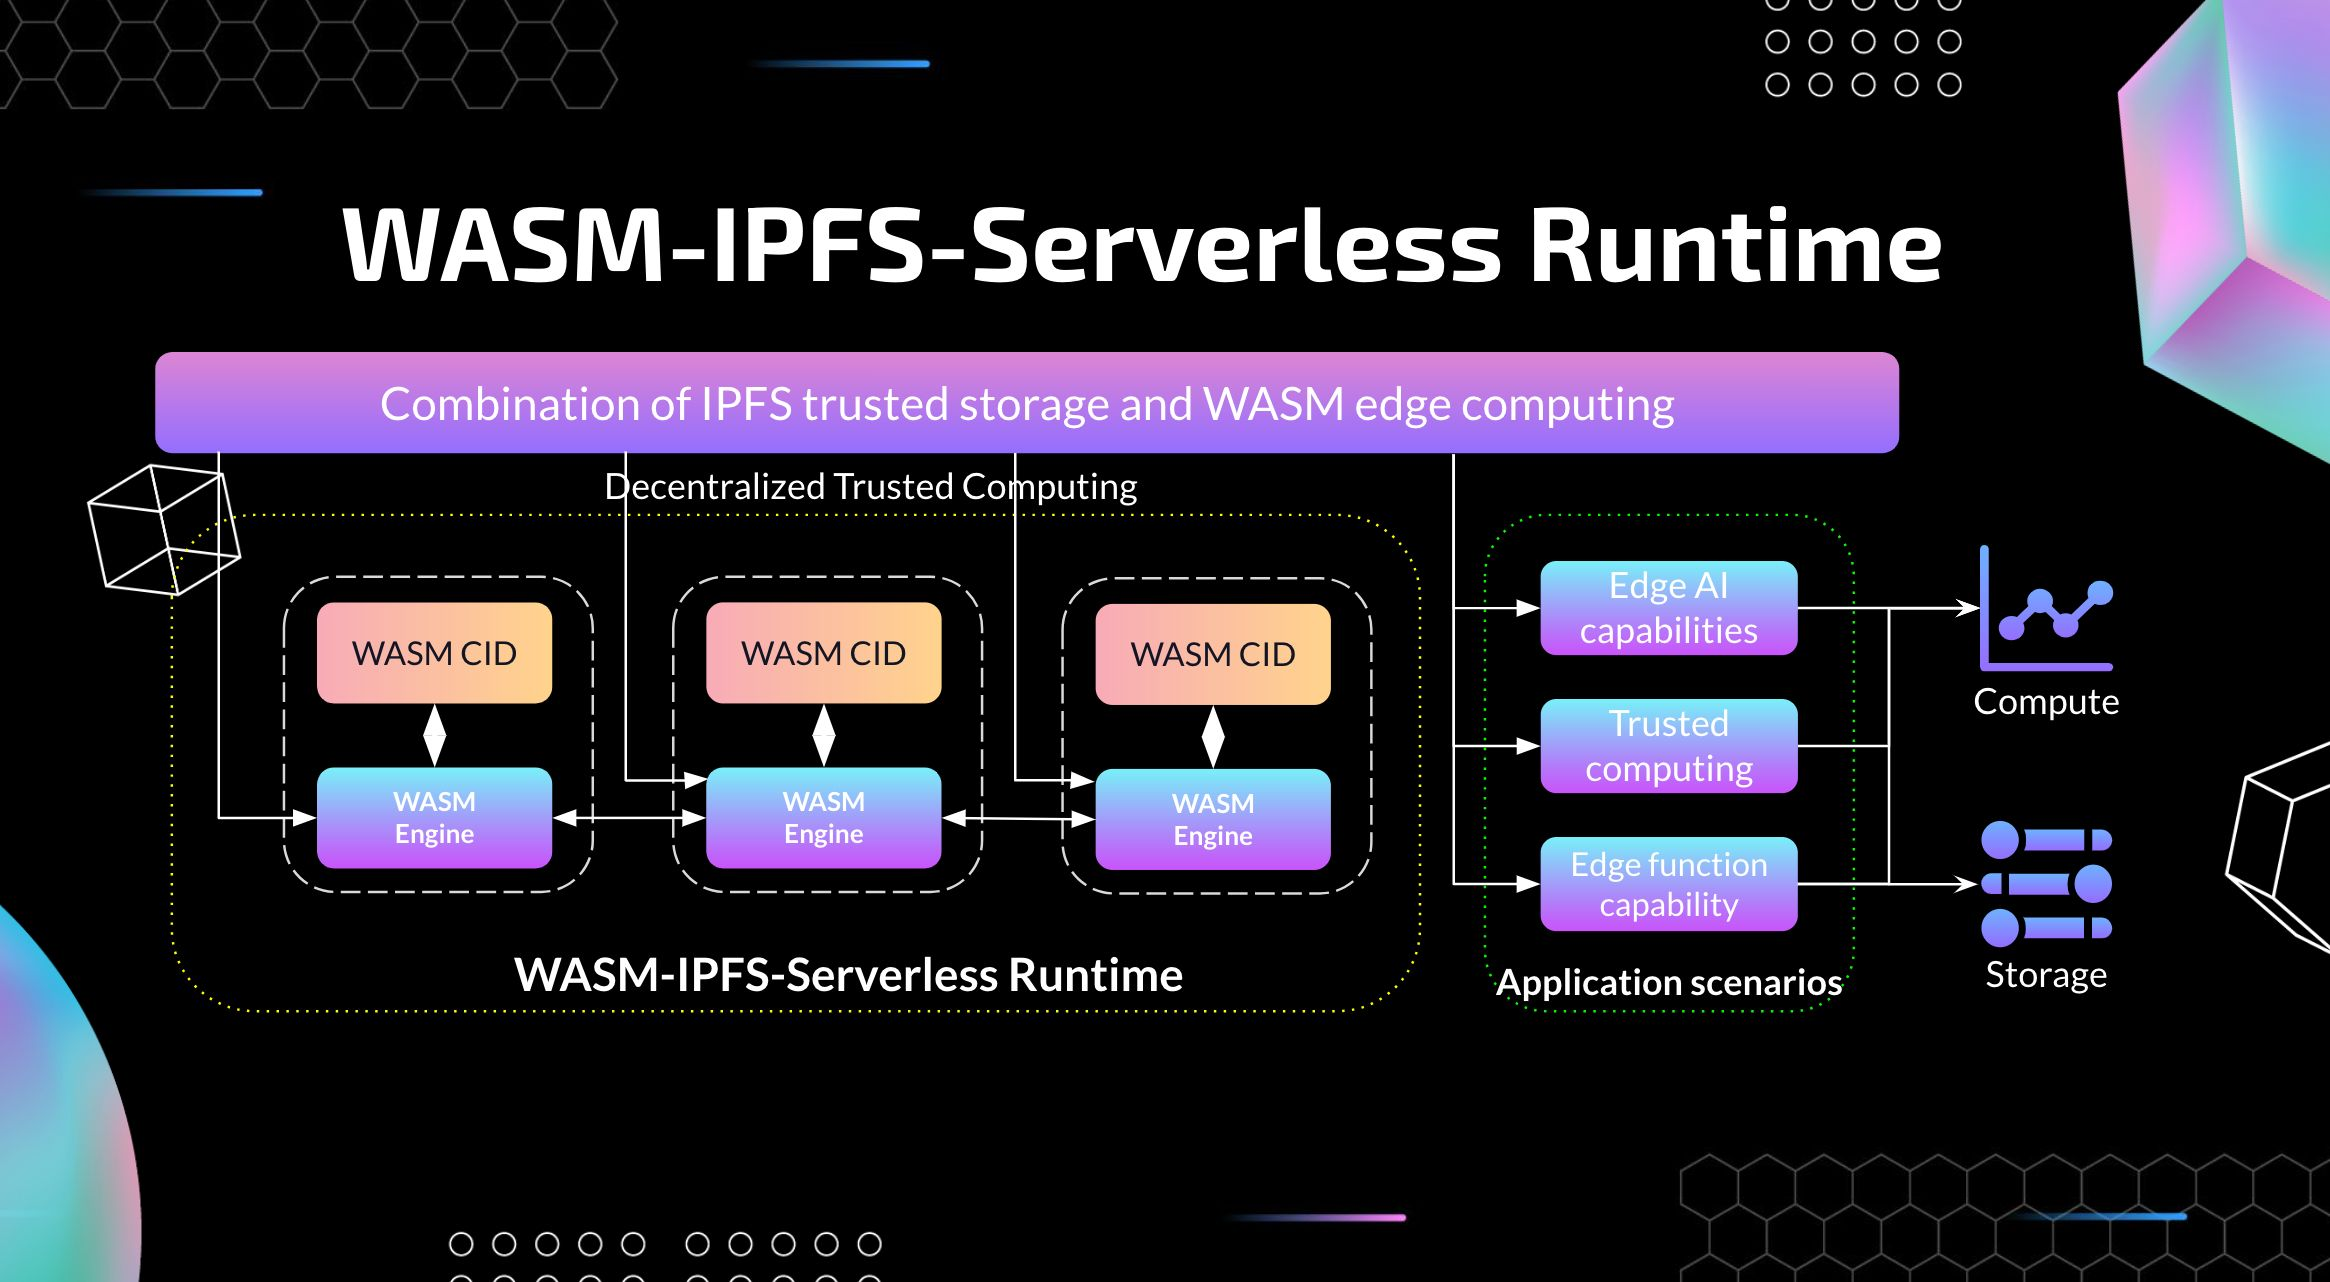 WASM-IPFS-Serverless Runtime
Combination of IPFS trusted storage and WASM edge computing
Decentralized Trusted Computing
WASM CID
WASM CID
WASM CID
WASM
Engine
WASM
Engine
WASM
Engine
WASM-IPFS-Serverless Runtime
Edge AI
capabilities
Trusted
computing
Edge function
capability
Application scenarios
Compute
Storage